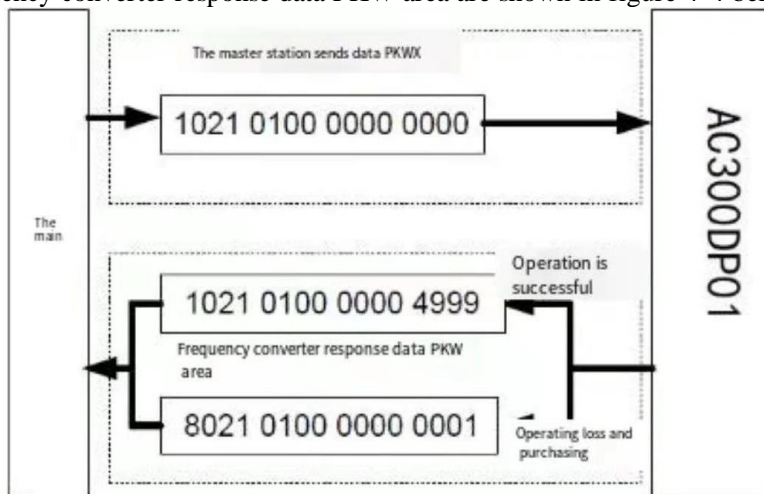 The master station sends data PKWX
1021 0100 0000 0000
AC300DP01
The
main
Operation is
successful
1021 0100 0000 4999
Frequency converter response data PKW
area
8021 0100 0000 0001
Operating loss and
purchasing